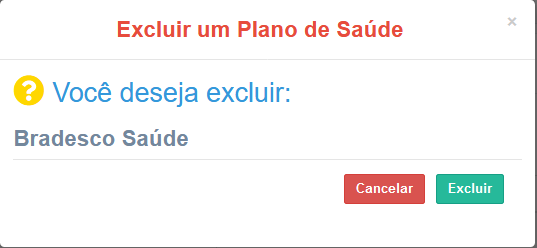 Excluir um Plano de Saúde
×
? Você deseja excluir:
Bradesco Saúde
Cancelar Excluir